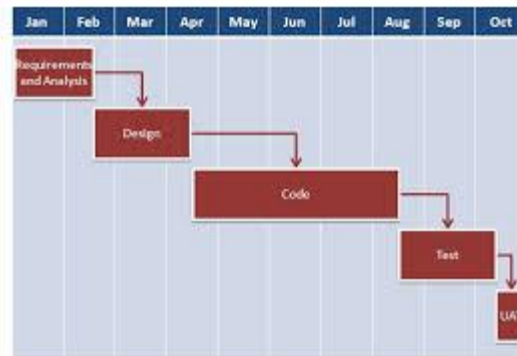 Jan Feb Mar Apr May Jun Jul Aug Sep Oct
Requirements
and Analysis
Design
Code
Test
UA